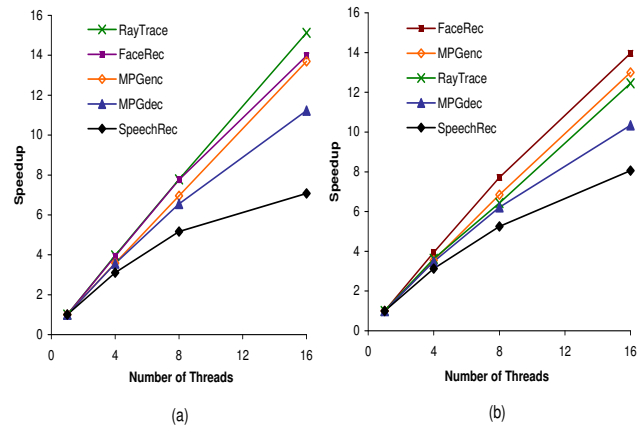 16
14
12
10
8
6
4
2
0
Speedup
RayTrace
FaceRec
MPGenc
MPGdec
SpeechRec
0 4 8 12 16
Number of Threads
(a)
16
14
12
10
8
6
4
2
0
Speedup
FaceRec
MPGenc
RayTrace
MPGdec
SpeechRec
0 4 8 12 16
Number of Threads
(b)